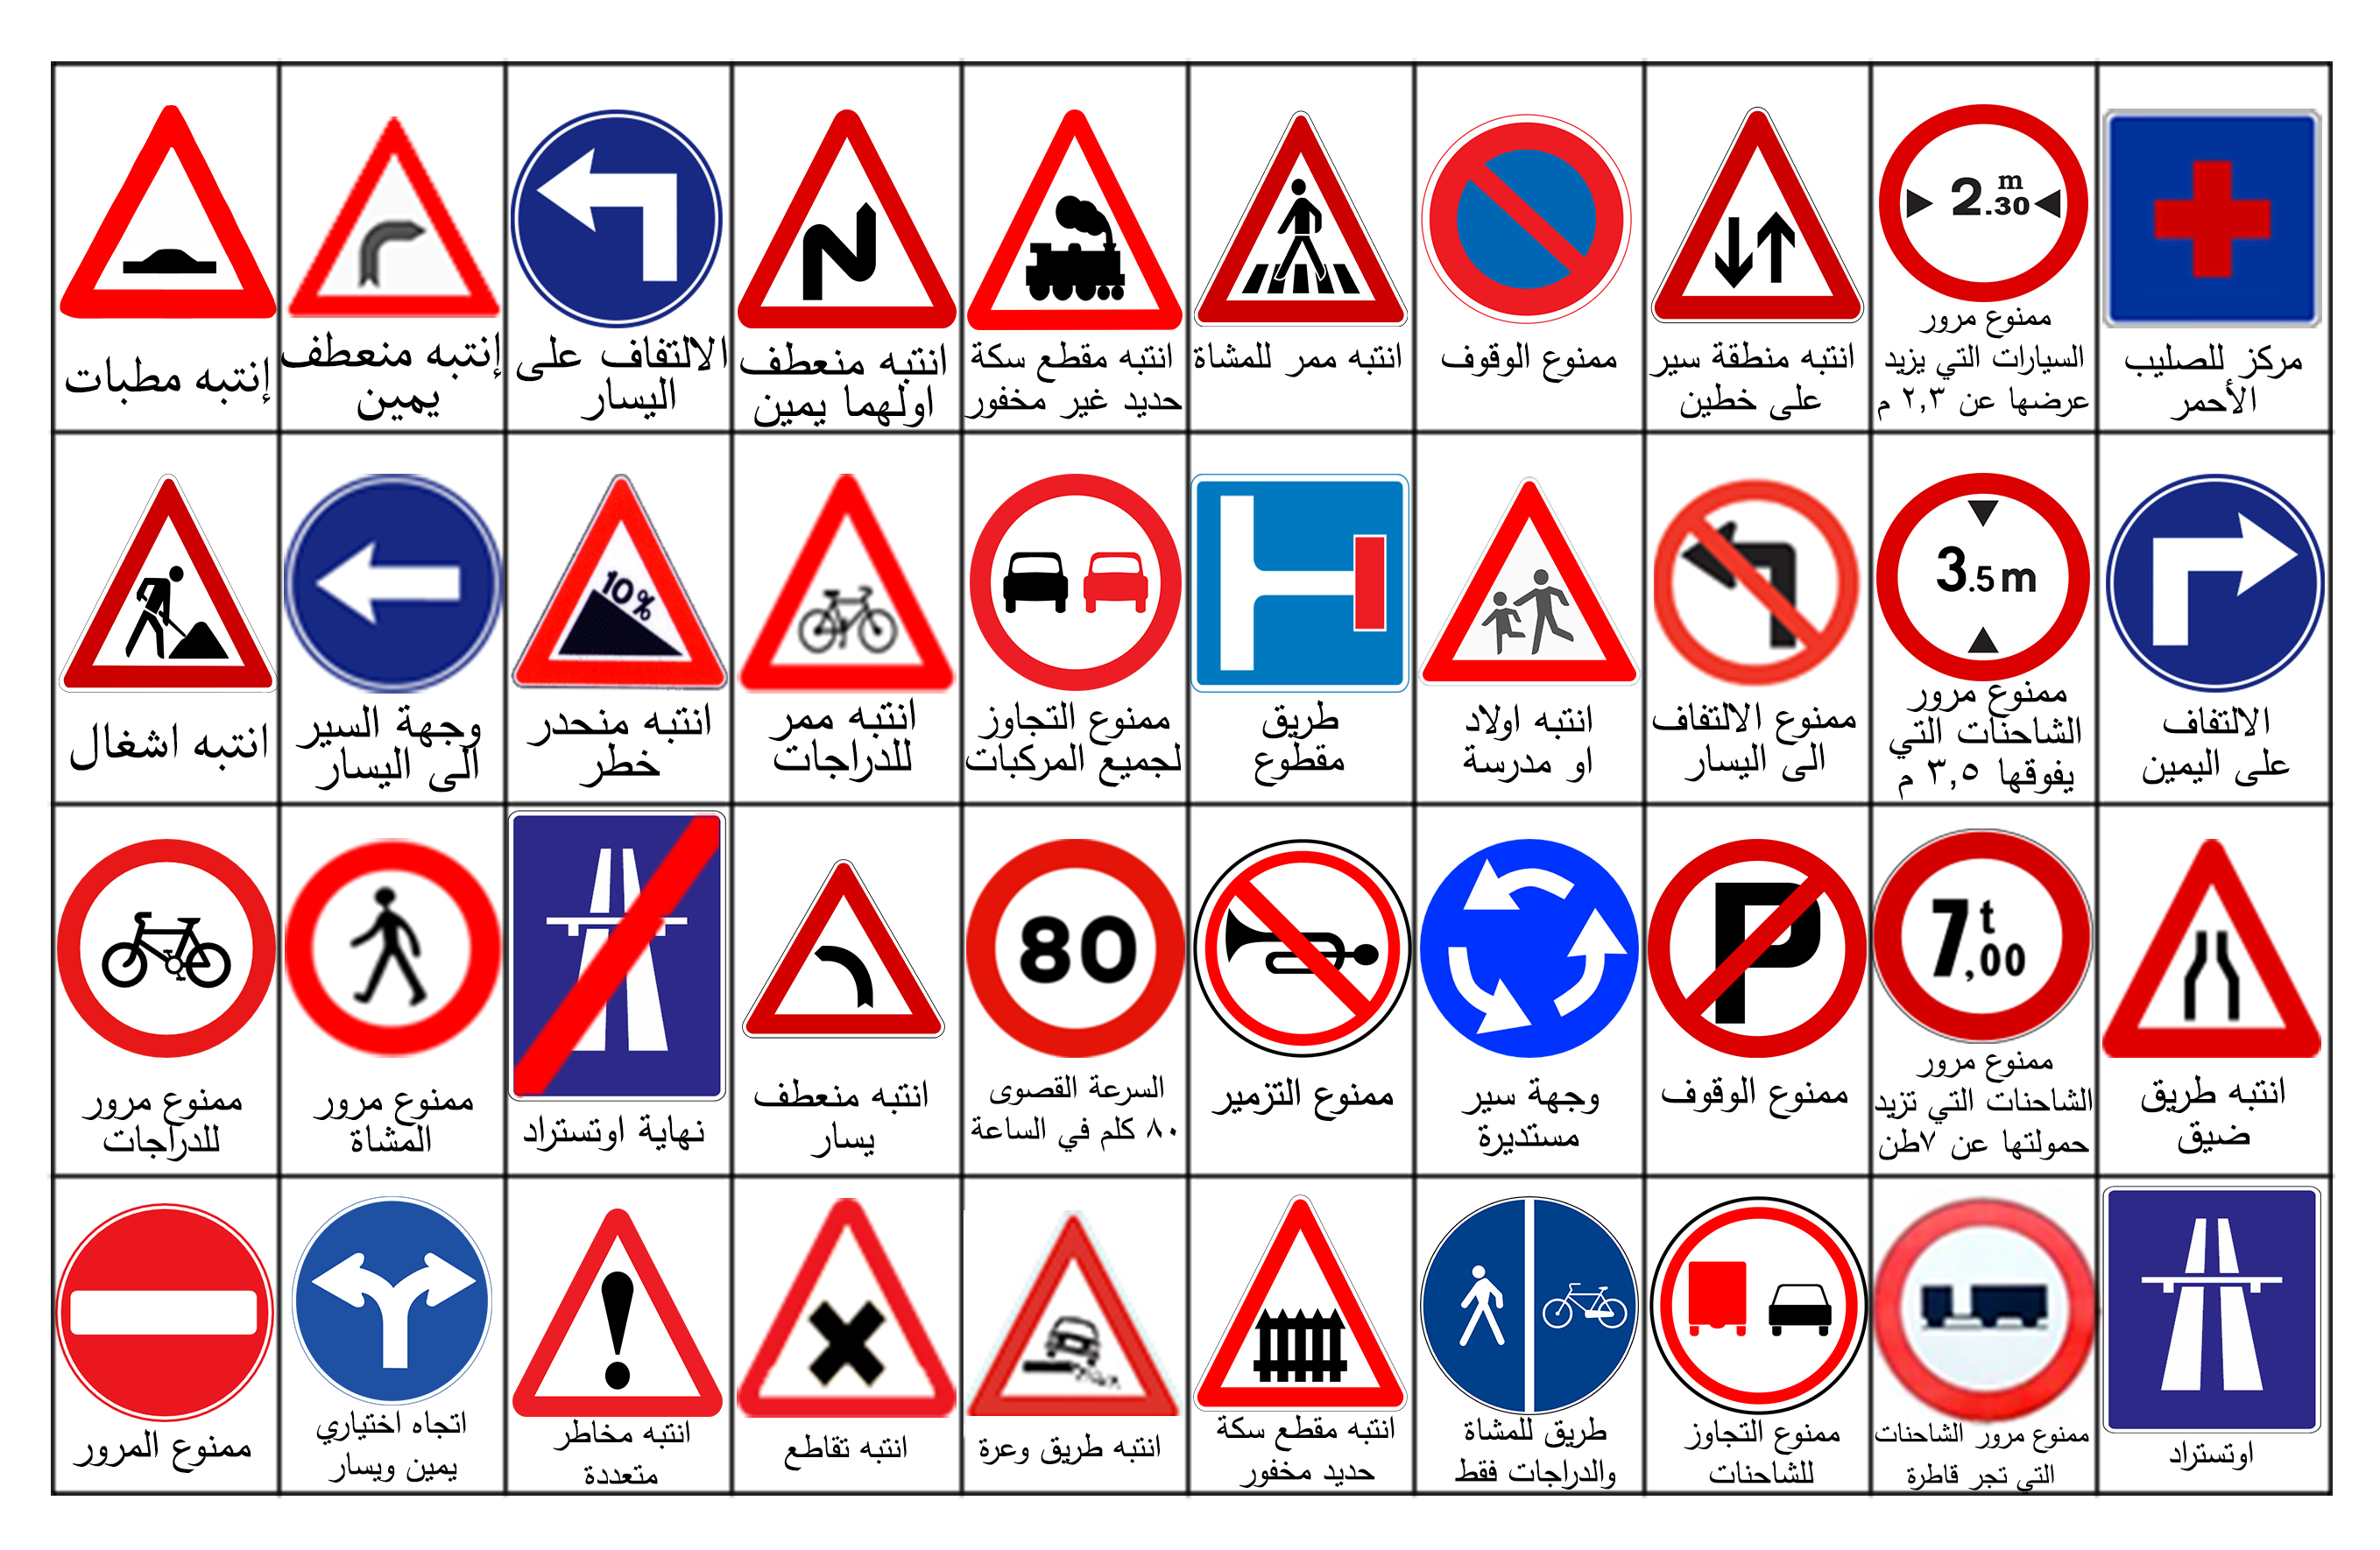 مركز للصليب
الأحمر
2.30 m
ممنوع مرور
السيارات التي يزيد
عرضها عن ٢,٣ م
انتبه منطقة سير
على خطين
ممنوع الوقوف
انتبه ممر للمشاة
انتبه مقطع سكة
حديد غير مخفور
انتبه منعطف
اولهما يمين
الالتفاف على
اليسار
إنتبه منعطف
يمين
إنتبه مطبات
الالتفاف
على اليمين
3.5m
ممنوع مرور
الشاحنات التي
يفوقها ٣,٥ م
ممنوع الالتفاف
الى اليسار
انتبه اولاد
او مدرسة
طريق
مقطوع
ممنوع التجاوز
لجميع المركبات
انتبه ممر
للدراجات
10%
انتبه منحدر
خطر
وجهة السير
الى اليسار
انتبه اشغال
انتبه طريق
ضيق
7t,00
ممنوع مرور
الشاحنات التي تزيد
حمولتها عن ٧طن
P
ممنوع الوقوف
وجهة سير
مستديرة
ممنوع التزمير
80
السرعة القصوى
٨٠ كلم في الساعة
انتبه منعطف
يسار
نهاية اوتستراد
ممنوع مرور
المشاة
ممنوع مرور
للدراجات
اوتستراد
ممنوع مرور الشاحنات
التي تجر قاطرة
ممنوع التجاوز
للشاحنات
طريق للمشاة
والدراجات فقط
انتبه مقطع سكة
حديد مخفور
انتبه طريق وعرة
انتبه تقاطع
انتبه مخاطر
متعددة
اتجاه اختياري
يمين ويسار
ممنوع المرور